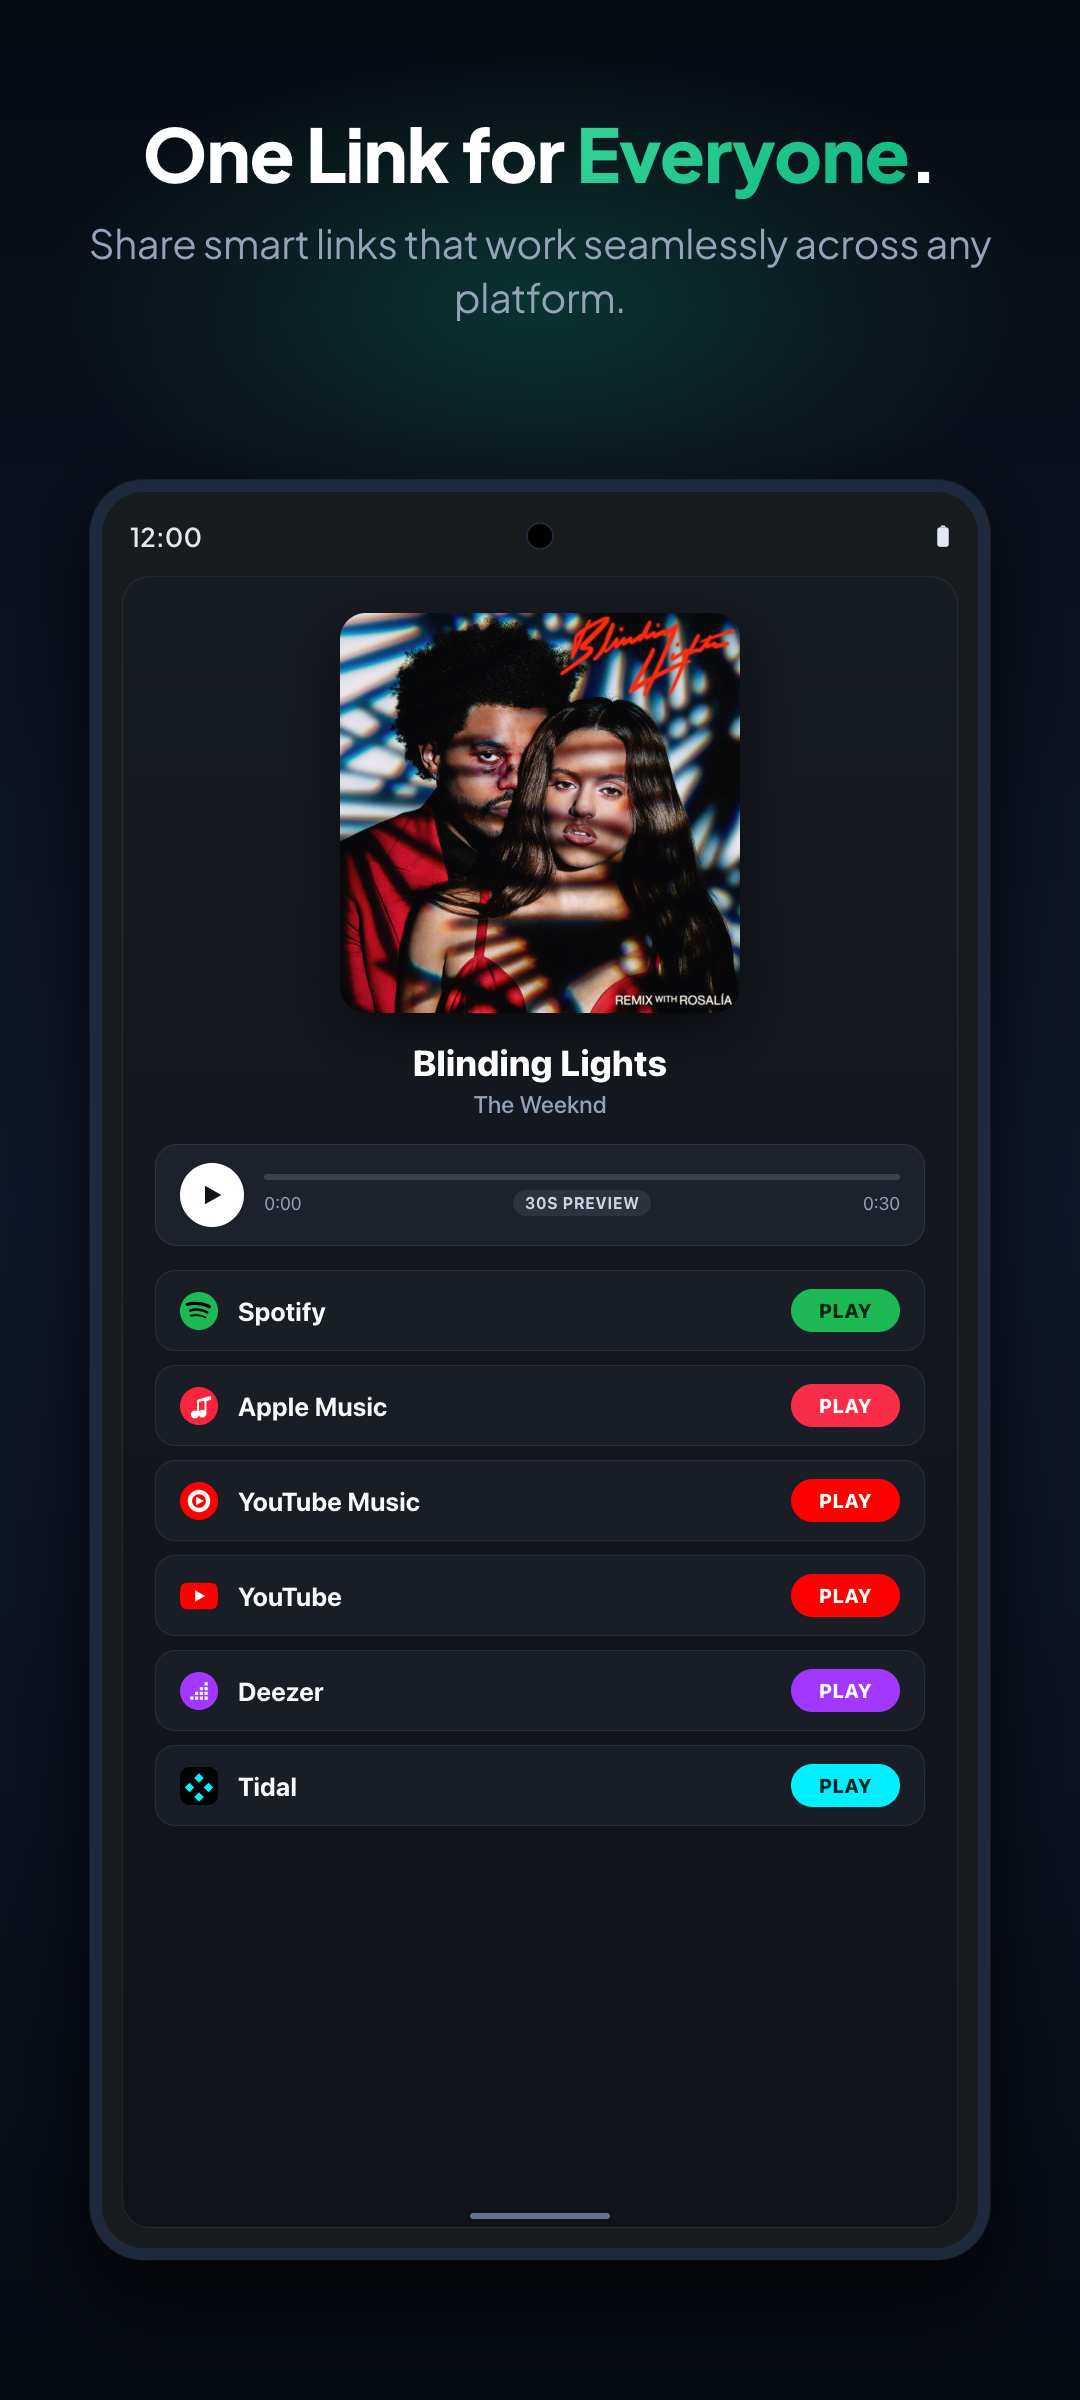 One Link for Everyone.
Share smart links that work seamlessly across any
platform.
12:00
Blinding
Lights
REMIX WITH ROSALÍA
Blinding Lights
The Weeknd
0:00
30S PREVIEW
0:30
Spotify
PLAY
Apple Music
PLAY
YouTube Music
PLAY
YouTube
PLAY
Deezer
PLAY
Tidal
PLAY